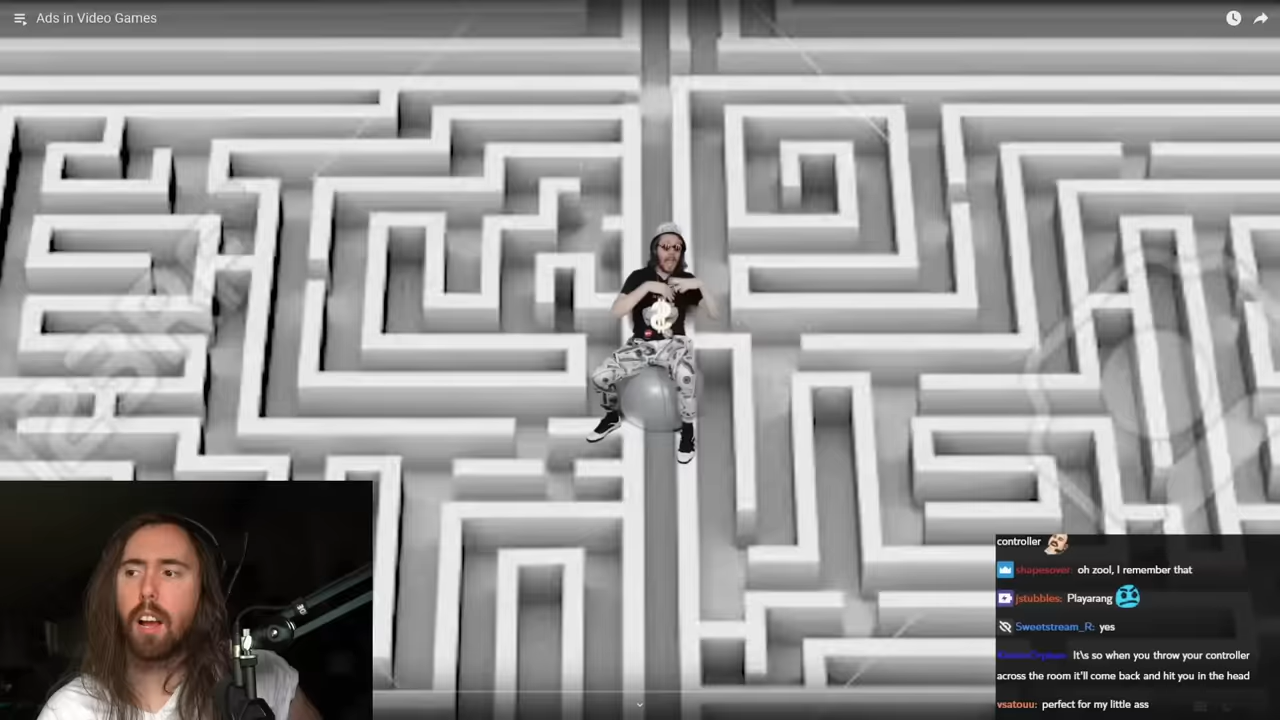 Ads in Video Games
controller
shapesover: oh zool, I remember that
jstubbles: Playarang
Sweetstream_R: yes
It\s so when you throw your controller
across the room it'll come back and hit you in the head
vsatouu: perfect for my little ass
$